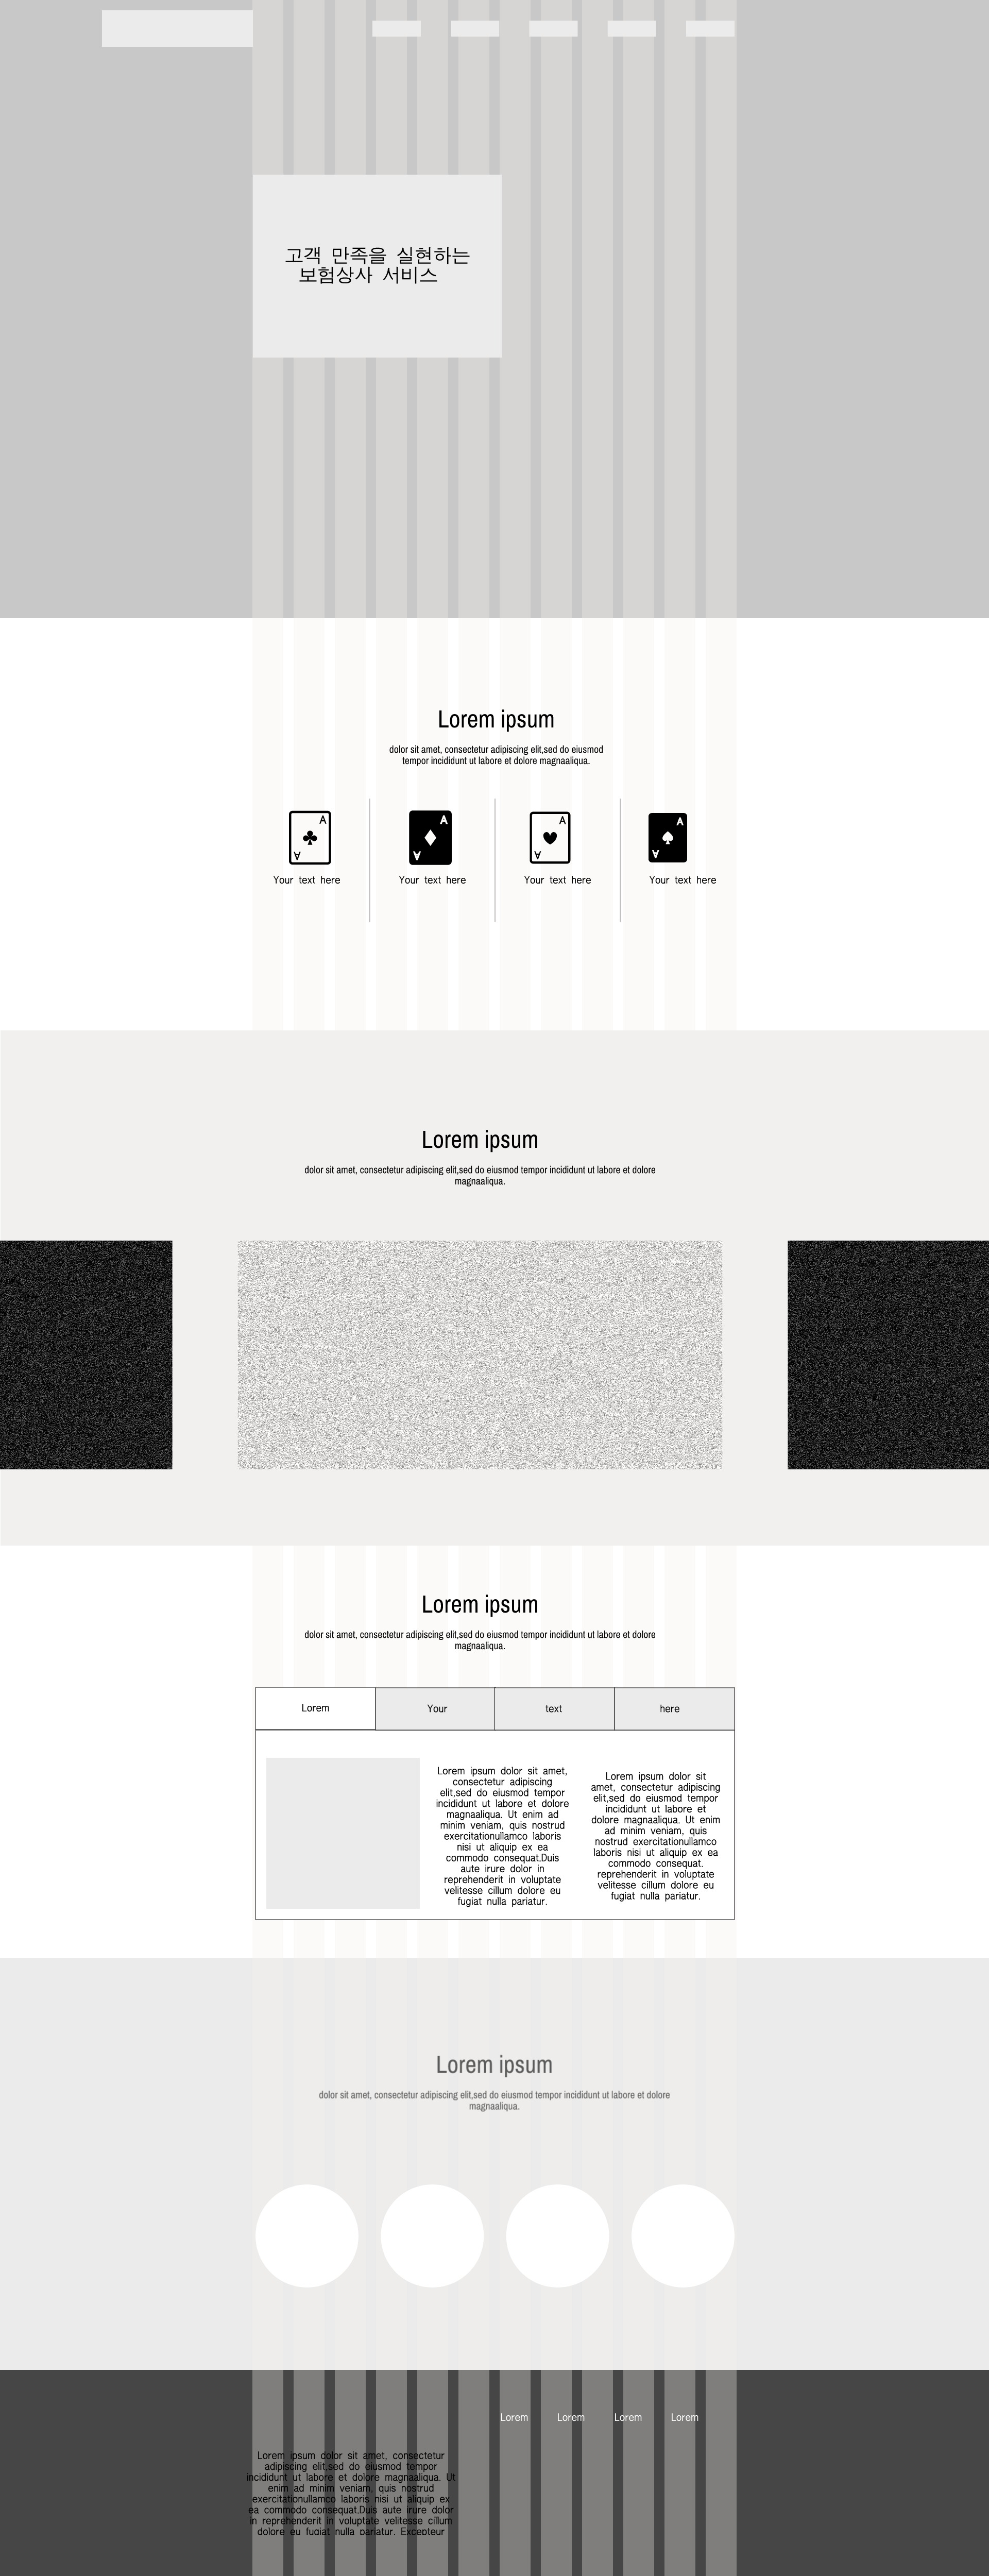 고객 만족을 실현하는
보험상사 서비스
Lorem ipsum
dolor sit amet, consectetur adipiscing elit,sed do eiusmod
tempor incididunt ut labore et dolore magnaaliqua.
A
A
A
A
A
A
A
A
Your text here
Your text here
Your text here
Your text here
Lorem ipsum
dolor sit amet, consectetur adipiscing elit,sed do eiusmod tempor incididunt ut labore et dolore
magnaaliqua.
Lorem ipsum
dolor sit amet, consectetur adipiscing elit,sed do eiusmod tempor incididunt ut labore et dolore
magnaaliqua.
Lorem
Your
text
here
Lorem ipsum dolor sit amet,
consectetur adipiscing
elit,sed do eiusmod tempor
incididunt ut labore et dolore
magnaaliqua. Ut enim ad
minim veniam, quis nostrud
exercitationullamco laboris
nisi ut aliquip ex ea
commodo consequat.Duis
aute irure dolor in
reprehenderit in voluptate
velitesse cillum dolore eu
fugiat nulla pariatur.
Lorem ipsum dolor sit
amet, consectetur adipiscing
elit,sed do eiusmod tempor
incididunt ut labore et
dolore magnaaliqua. Ut enim
ad minim veniam, quis
nostrud exercitationullamco
laboris nisi ut aliquip ex ea
commodo consequat.
reprehenderit in voluptate
velitesse cillum dolore eu
fugiat nulla pariatur.
Lorem ipsum
dolor sit amet, consectetur adipiscing elit,sed do eiusmod tempor incididunt ut labore et dolore
magnaaliqua.
Lorem
Lorem
Lorem
Lorem
Lorem ipsum dolor sit amet, consectetur
adipiscing elit,sed do eiusmod tempor
incididunt ut labore et dolore magnaaliqua. Ut
enim ad minim veniam, quis nostrud
exercitationullamco laboris nisi ut aliquip ex
ea commodo consequat.Duis aute irure dolor
in reprehenderit in voluptate velitesse cillum
dolore eu fugiat nulla pariatur. Excepteur